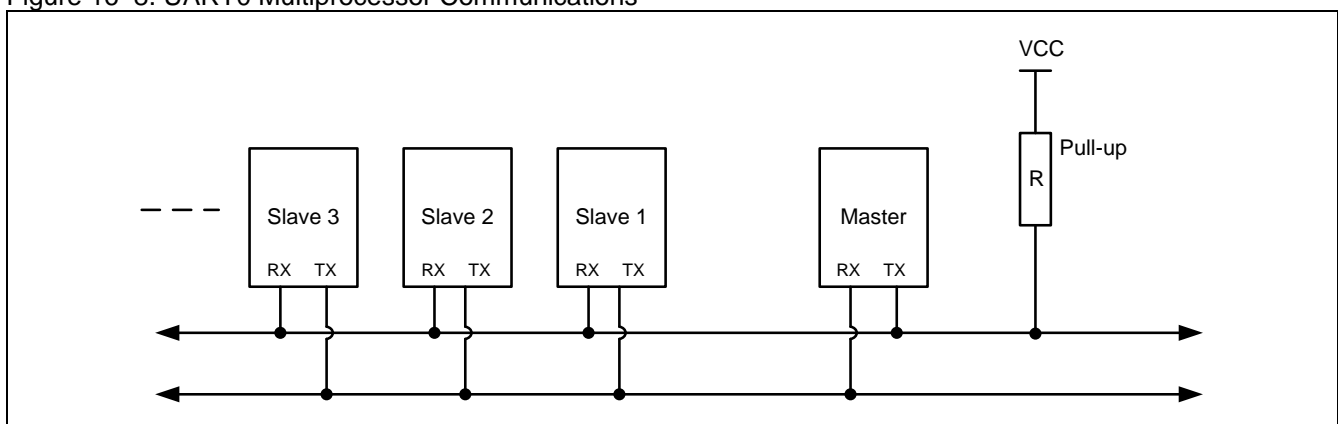 Figure UART0 Multiprocessor Communications
VCC
Pull-up
R
Slave 3
Slave 2
Slave 1
Master
RX TX
RX TX
RX TX
RX TX